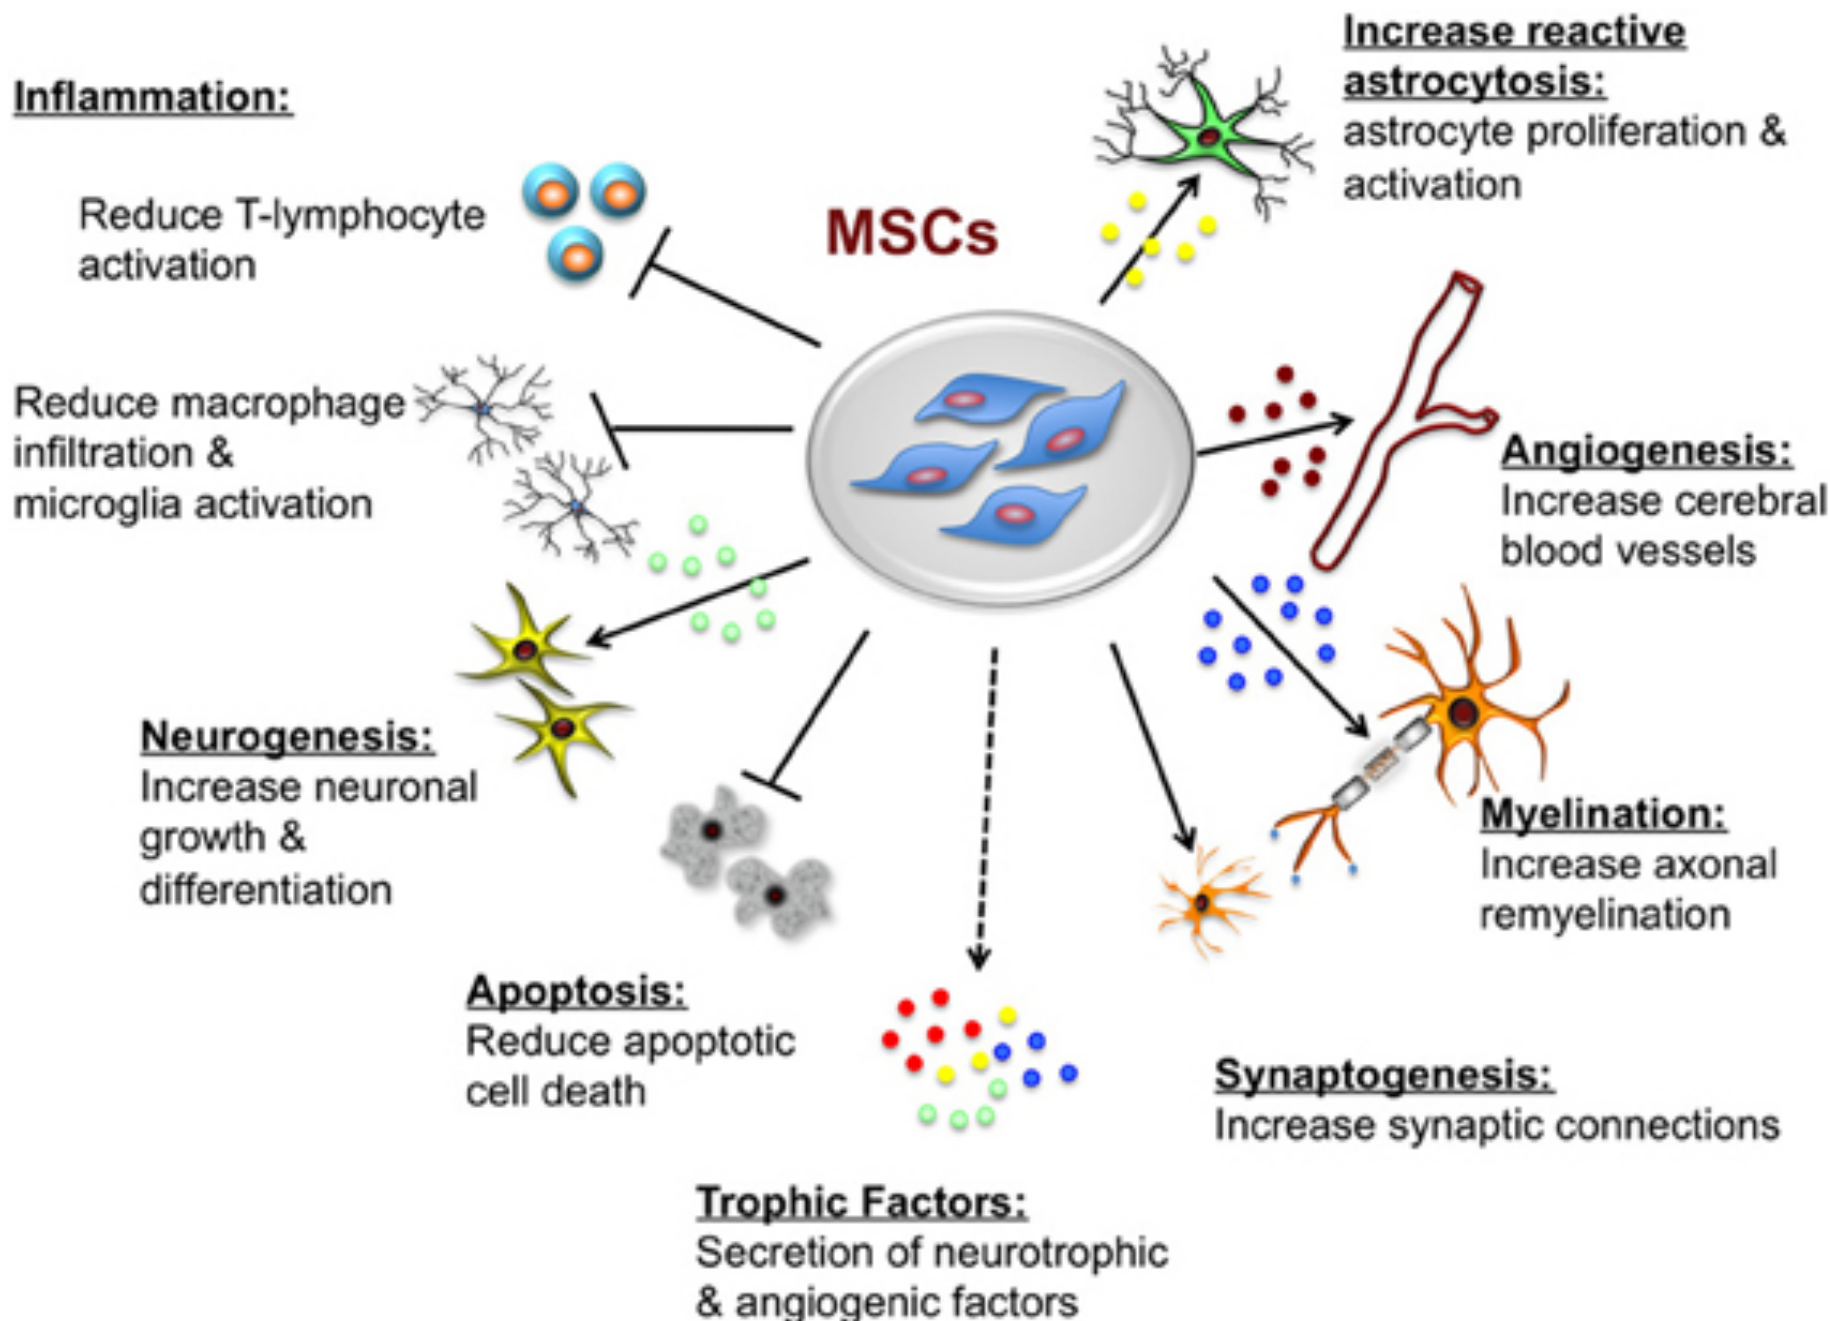 Increase reactive
astrocytosis:
astrocyte proliferation &
activation
Inflammation:
Reduce T-lymphocyte
activation
MSCs
Reduce macrophage
infiltration &
microglia activation
Angiogenesis:
Increase cerebral
blood vessels
Neurogenesis:
Increase neuronal
growth &
differentiation
Myelination:
Increase axonal
remyelination
Apoptosis:
Reduce apoptotic
cell death
Synaptogenesis:
Increase synaptic connections
Trophic Factors:
Secretion of neurotrophic
& angiogenic factors